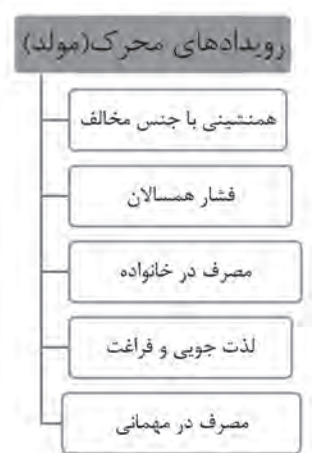 رویدادهای محرک(مولد)
همنشینی با جنس مخالف
فشار همسالان
مصرف در خانواده
لذت جویی و فراغت
مصرف در مهمانی